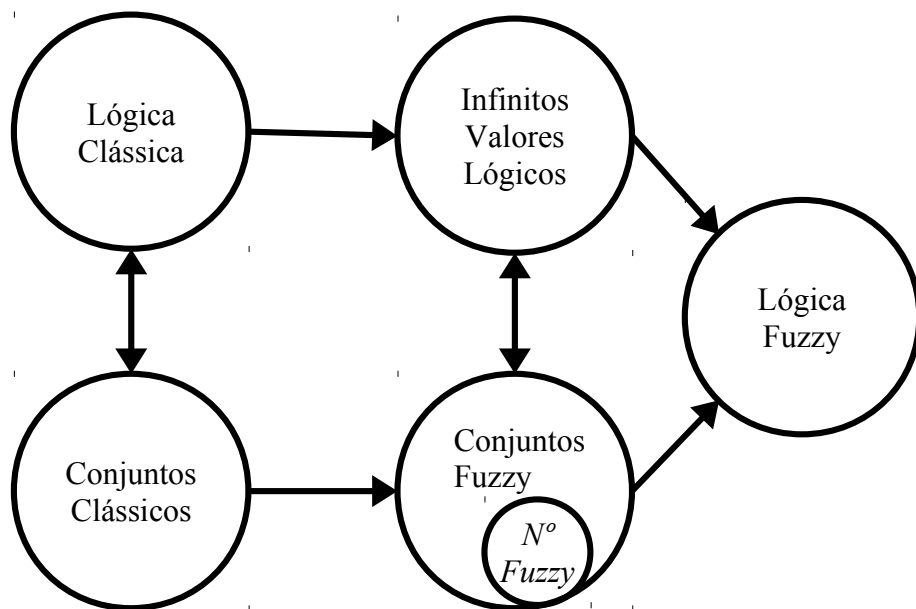 Lógica
Clássica
Infinitos
Valores
Lógicos
Lógica
Fuzzy
Conjuntos
Clássicos
Conjuntos
Fuzzy
Nº
Fuzzy